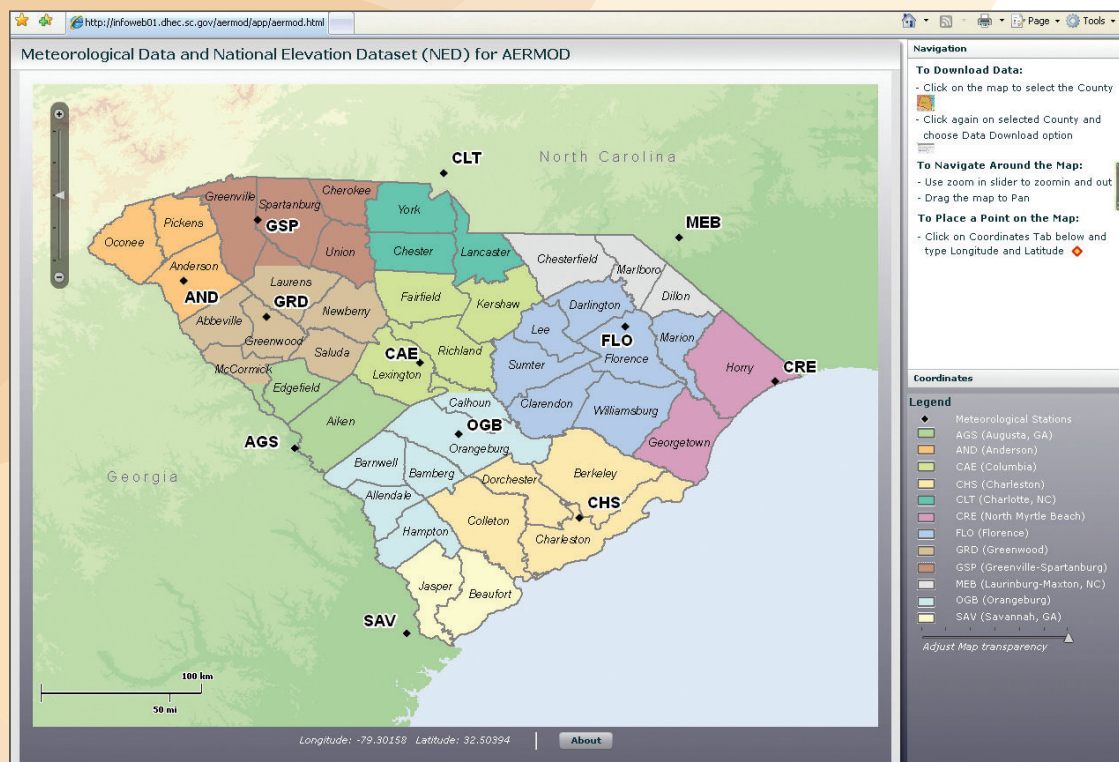 http://infoweb01.dhec.sc.gov/aermod/app/aermod.html
Page
Tools
Meteorological Data and National Elevation Dataset (NED) for AERMOD
CLT
North Carolina
Greenville
Spartanburg
Cherokee
York
MEB
Pickens
GSP
Oconee
Union
Chester
Lancaster
Chesterfield
Marlboro
Anderson
AND
Laurens
GRD
Newberry
Fairfield
Kershaw
Darlington
Dillon
Abbeville
Greenwood
Saluda
McCormick
CAE
Richland
Lexington
Lee
FLO
Florence
Marion
Sumter
Horry
CRE
Edgefield
Aiken
Calhoun
OGB
Orangeburg
Clarendon
Williamsburg
Georgetown
AGS
Georgia
Barnwell
Bamberg
Dorchester
Berkeley
Allendale
Hampton
Colleton
CHS
Charleston
Jasper
Beaufort
SAV
100 km
50 mi
Longitude: -79.30158 Latitude: 32.50394
About
Navigation
To Download Data:
- Click on the map to select the County
- Click again on selected County and
choose Data Download option
To Navigate Around the Map:
- Use zoom in slider to zoomin and out
- Drag the map to Pan
To Place a Point on the Map:
- Click on Coordinates Tab below and
type Longitude and Latitude
Coordinates
Legend
Meteorological Stations
AGS (Augusta, GA)
AND (Anderson)
CAE (Columbia)
CHS (Charleston)
CLT (Charlotte, NC)
CRE (North Myrtle Beach)
FLO (Florence)
GRD (Greenwood)
GSP (Greenville-Spartanburg)
MEB (Laurinburg-Maxton, NC)
OGB (Orangeburg)
SAV (Savannah, GA)
Adjust Map transparency